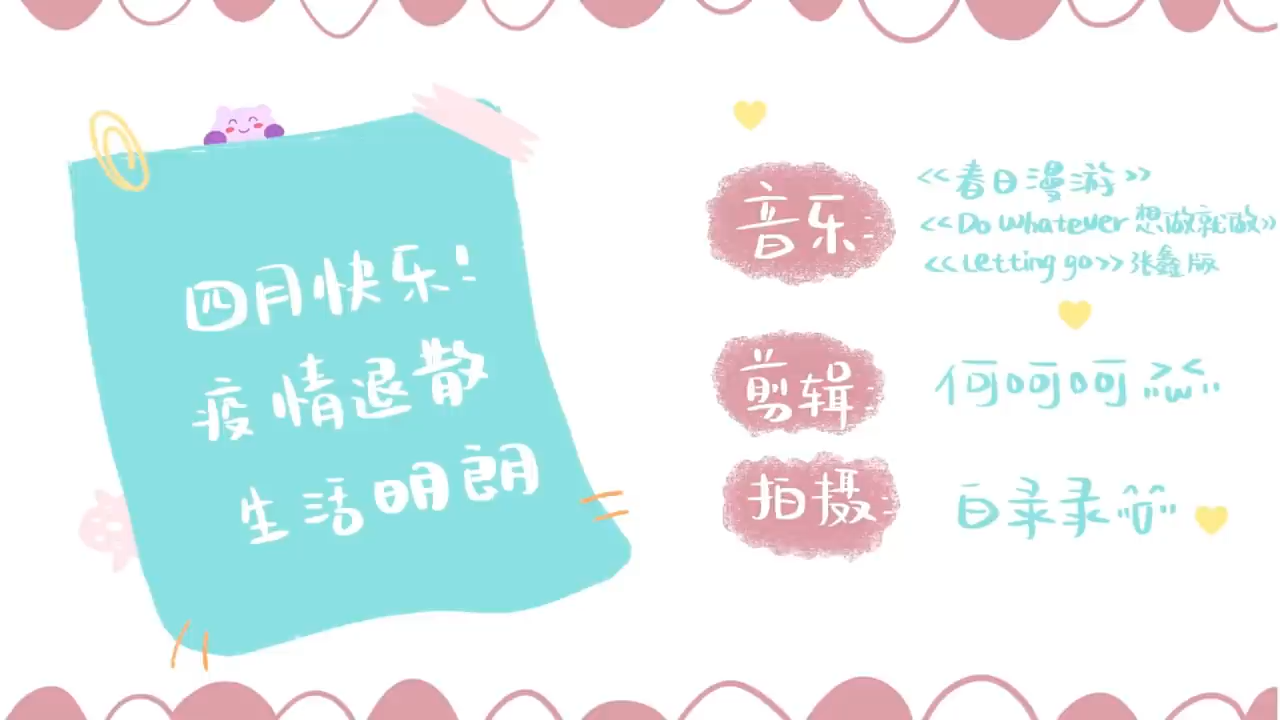 四月快乐!
疫情退散
生活明朗
音乐
<<春日漫游>>
<<Do whatever 想做就做>>
<<Letting go>> 张鑫版
剪辑
何呵呵
拍摄
白录录